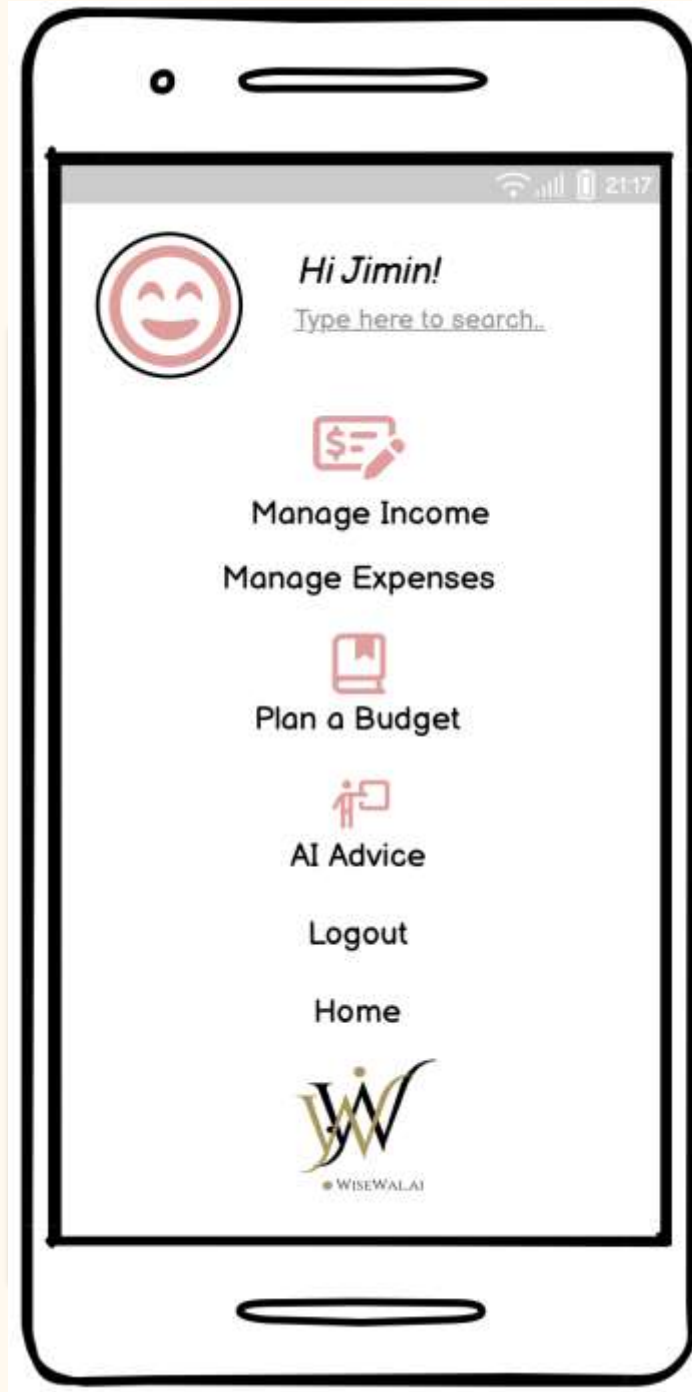 21:17
Hi Jimin!
Type here to search..
$
Manage Income
Manage Expenses
Plan a Budget
AI Advice
Logout
Home
W
WISEWAL.AI